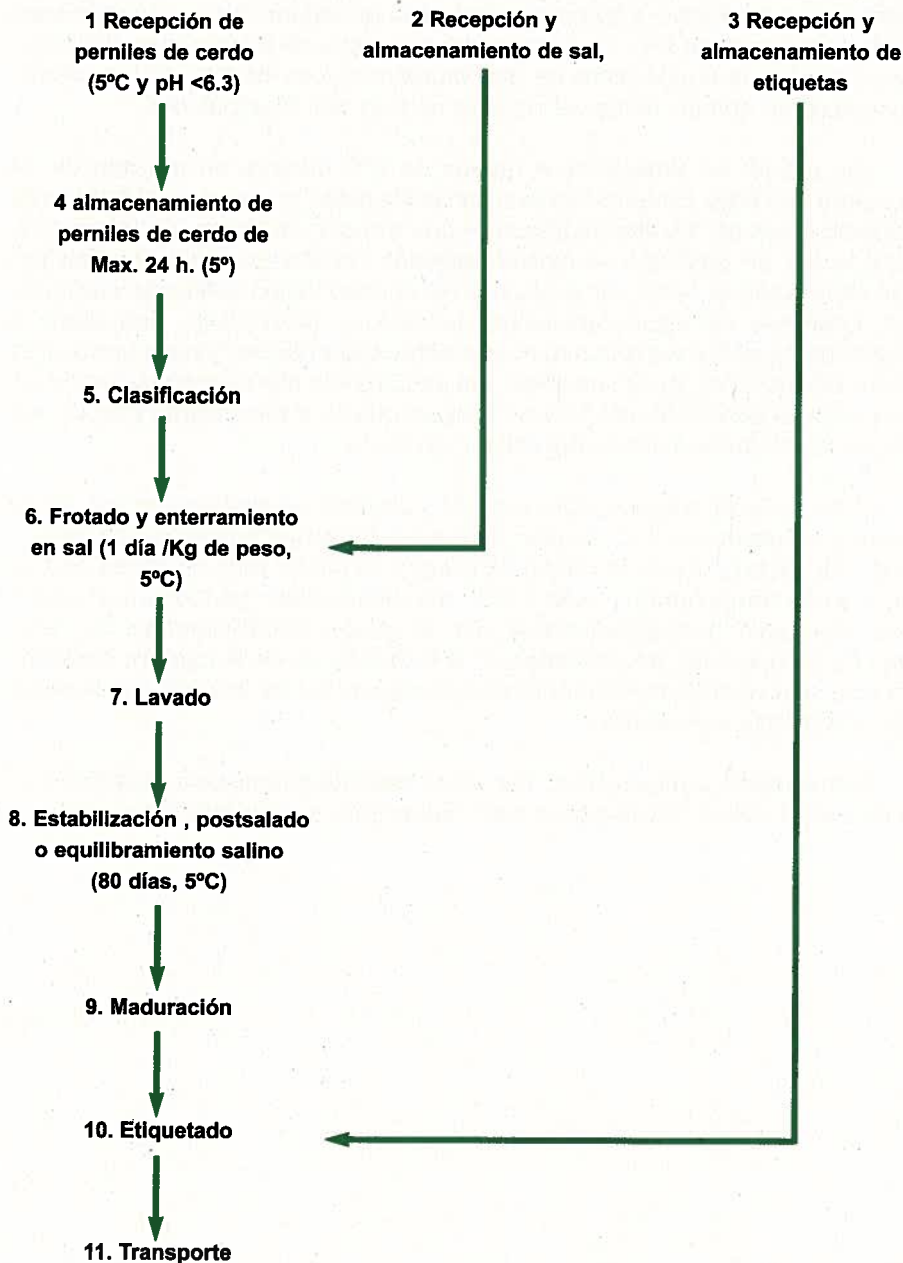 1 Recepción de
perniles de cerdo
(5ºC y pH <6.3)
2 Recepción y
almacenamiento de sal,
3 Recepción y
almacenamiento de
etiquetas
4 almacenamiento de
perniles de cerdo de
Max. 24 h. (5º)
5. Clasificación
6. Frotado y enterramiento
en sal (1 día /Kg de peso,
5ºC)
7. Lavado
8. Estabilización , postsalado
o equilibramiento salino
(80 días, 5ºC)
9. Maduración
10. Etiquetado
11. Transporte